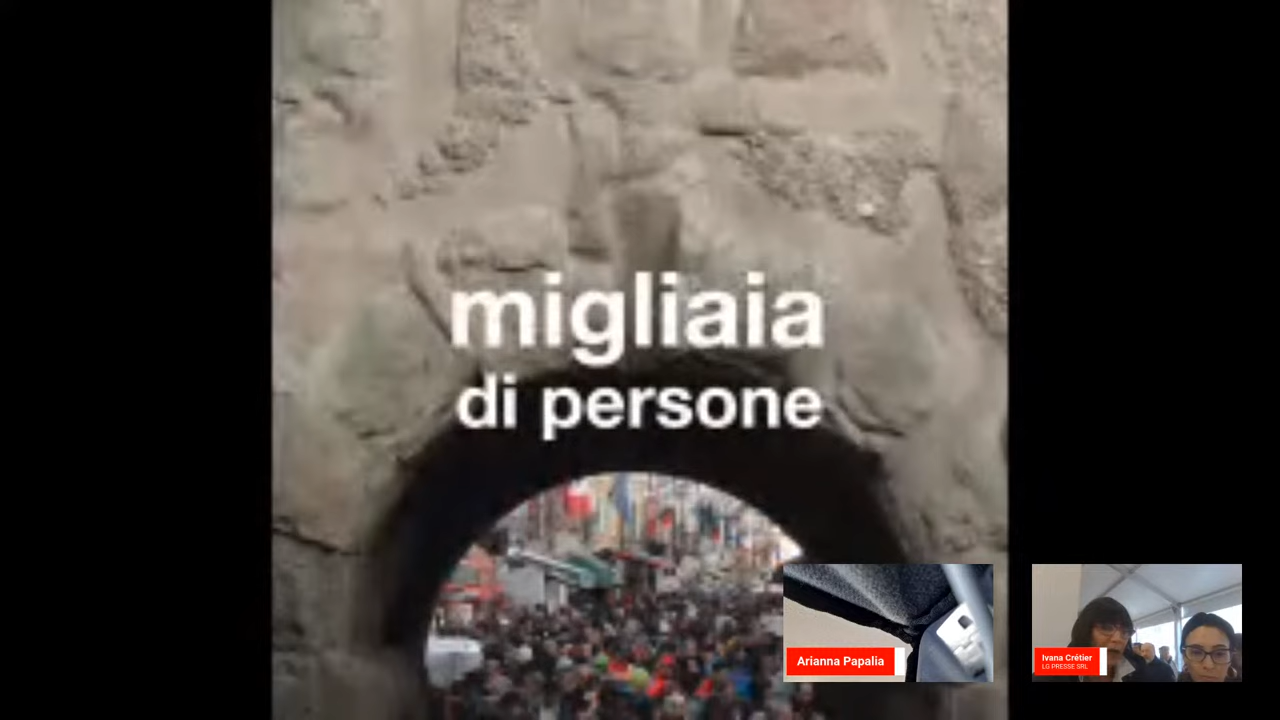 migliaia
di persone
Arianna Papalia
Ivana Crétier
LG PRESSE SRL